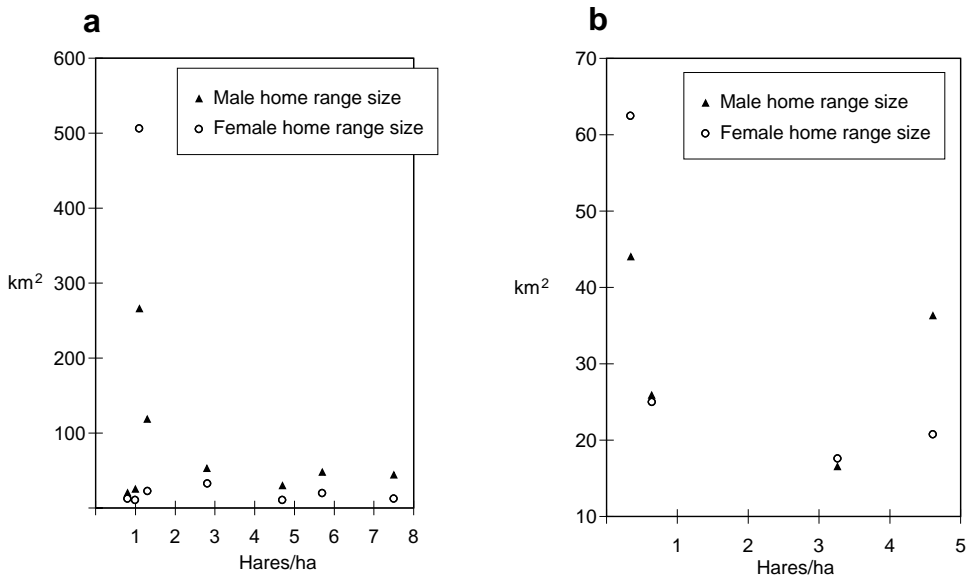 a
600
500
400
300
200
100
km²
Male home range size
Female home range size
1 2 3 4 5 6 7 8
Hares/ha
b
70
60
50
40
30
20
10
km²
Male home range size
Female home range size
1 2 3 4 5
Hares/ha